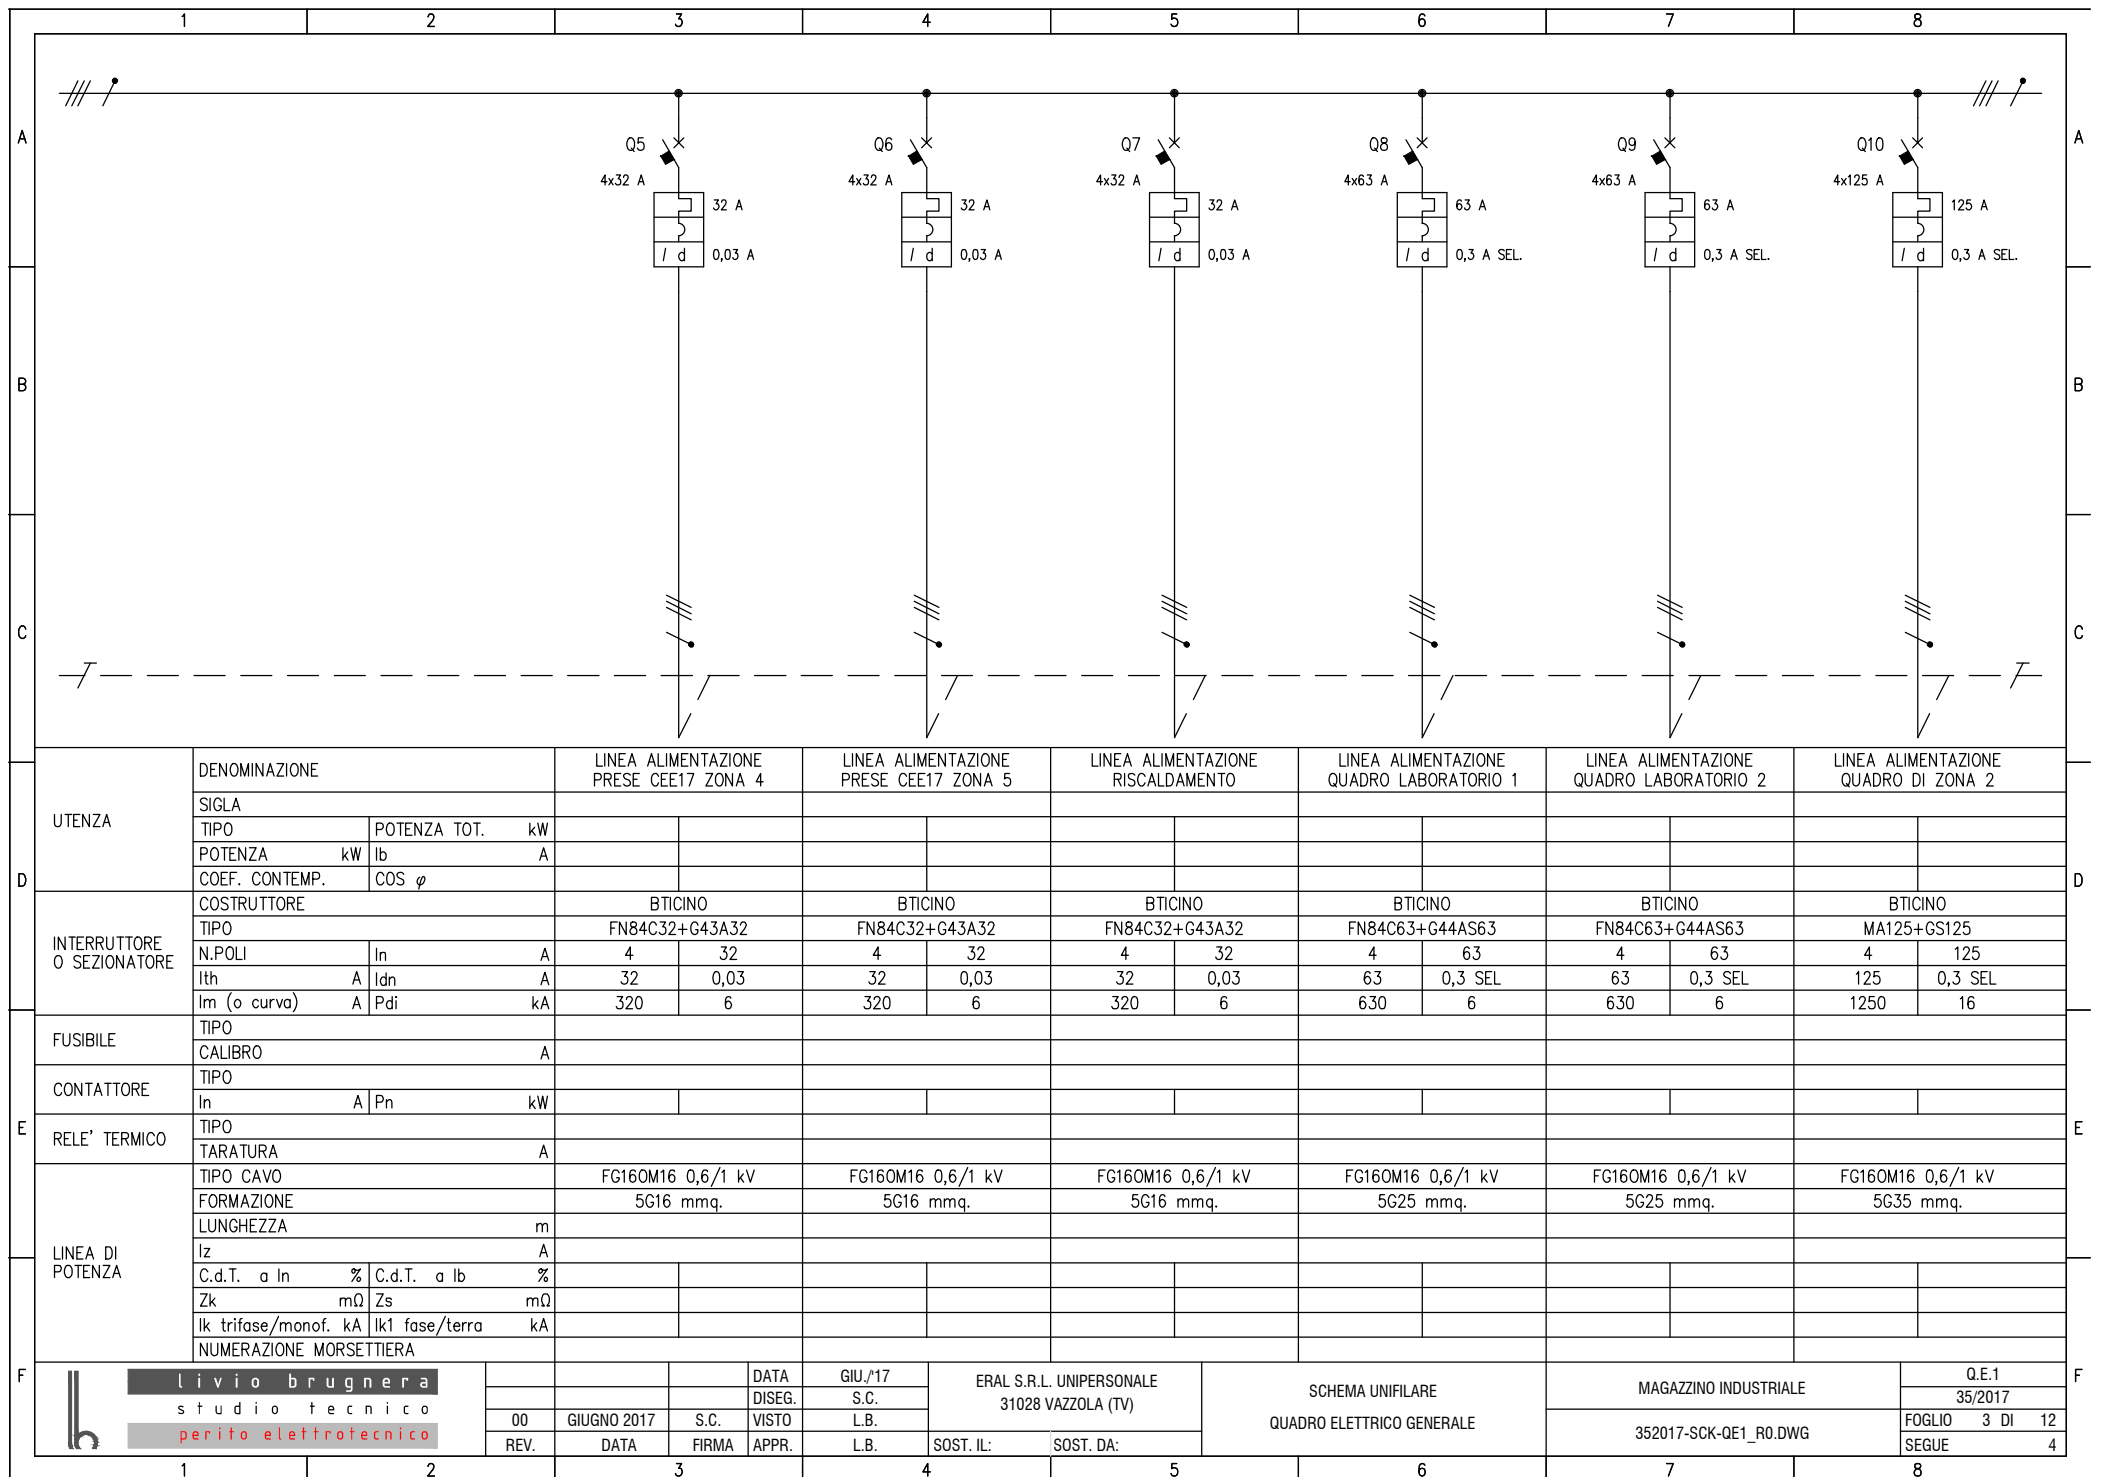 1 2 3 4 5 6 7 8
A A
Q5 Q6 Q7 Q8 Q9 Q10
4x32 A 4x32 A 4x32 A 4x63 A 4x63 A 4x125 A
32 A 32 A 32 A 63 A 63 A 125 A
I d 0,03 A I d 0,03 A I d 0,03 A I d 0,3 A SEL. I d 0,3 A SEL. I d 0,3 A SEL.
B B
C C
D D
E E
F F
UTENZA
DENOMINAZIONE
LINEA ALIMENTAZIONE
PRESE CEE17 ZONA 4
LINEA ALIMENTAZIONE
PRESE CEE17 ZONA 5
LINEA ALIMENTAZIONE
RISCALDAMENTO
LINEA ALIMENTAZIONE
QUADRO LABORATORIO 1
LINEA ALIMENTAZIONE
QUADRO LABORATORIO 2
LINEA ALIMENTAZIONE
QUADRO DI ZONA 2
SIGLA
TIPO POTENZA TOT. kW
POTENZA kW Ib A
COEF. CONTEMP. COS φ
INTERRUTTORE
O SEZIONATORE
COSTRUTTORE BTICINO BTICINO BTICINO BTICINO BTICINO BTICINO
TIPO FN84C32+G43A32 FN84C32+G43A32 FN84C32+G43A32 FN84C63+G44AS63 FN84C63+G44AS63 MA125+GS125
N.POLI In A 4 32 4 32 4 32 4 63 4 63 4 125
Ith A Idn A 32 0,03 32 0,03 32 0,03 63 0,3 SEL 63 0,3 SEL 125 0,3 SEL
Im (o curva) A Pdi kA 320 6 320 6 320 6 630 6 630 6 1250 16
FUSIBILE
TIPO
CALIBRO A
CONTATTORE
TIPO
In A Pn kW
RELE' TERMICO
TIPO
TARATURA A
LINEA DI
POTENZA
TIPO CAVO FG16OM16 0,6/1 kV FG16OM16 0,6/1 kV FG16OM16 0,6/1 kV FG16OM16 0,6/1 kV FG16OM16 0,6/1 kV FG16OM16 0,6/1 kV
FORMAZIONE 5G16 mmq. 5G16 mmq. 5G16 mmq. 5G25 mmq. 5G25 mmq. 5G35 mmq.
LUNGHEZZA m
Iz A
C.d.T. a In % C.d.T. a Ib %
Zk mΩ Zs mΩ
Ik trifase/monof. kA Ik1 fase/terra kA
NUMERAZIONE MORSETTIERA
livio brugnera
studio tecnico
perito elettrotecnico
DATA GIU./'17
DISEG. S.C.
00 GIUGNO 2017 S.C. VISTO L.B.
REV. DATA FIRMA APPR. L.B.
ERAL S.R.L. UNIPERSONALE
31028 VAZZOLA (TV)
SOST. IL: SOST. DA:
SCHEMA UNIFILARE
QUADRO ELETTRICO GENERALE
MAGAZZINO INDUSTRIALE
352017-SCK-QE1_R0.DWG
Q.E.1
35/2017
FOGLIO 3 DI 12
SEGUE 4
1 2 3 4 5 6 7 8